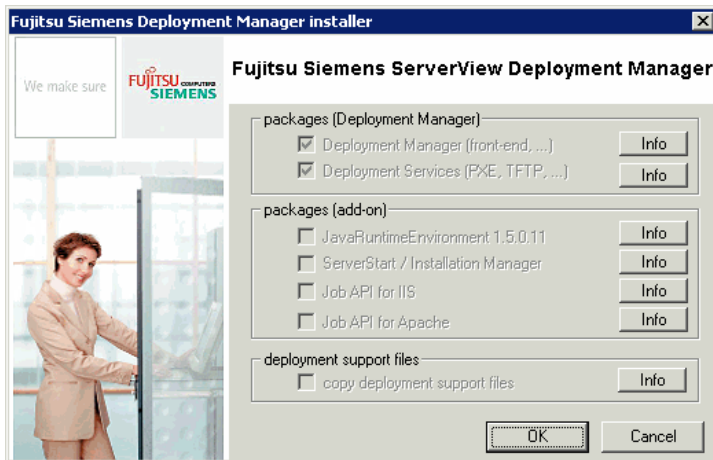 Fujitsu Siemens Deployment Manager installer
We make sure
FUJITSU COMPUTERS
SIEMENS
Fujitsu Siemens ServerView Deployment Manager
packages (Deployment Manager)
Deployment Manager (front-end, ...) Info
Deployment Services (PXE, TFTP, ...) Info
packages (add-on)
JavaRuntimeEnvironment 1.5.0.11 Info
ServerStart / Installation Manager Info
Job API for IIS Info
Job API for Apache Info
deployment support files
copy deployment support files Info
OK Cancel